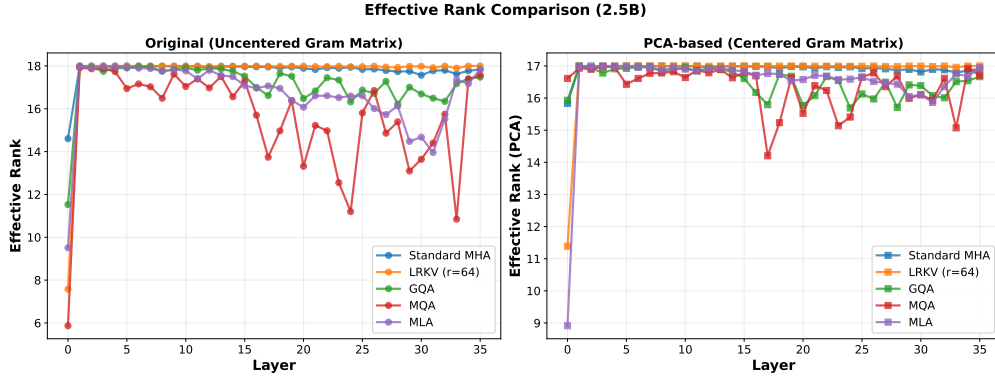 Effective Rank Comparison (2.5B)
Original (Uncentered Gram Matrix)
Effective Rank
18
16
14
12
10
8
6
0
5
10
15
20
25
30
35
Layer
Standard MHA
LRKV (r=64)
GQA
MQA
MLA
PCA-based (Centered Gram Matrix)
Effective Rank (PCA)
17
16
15
14
13
12
11
10
9
0
5
10
15
20
25
30
35
Layer
Standard MHA
LRKV (r=64)
GQA
MQA
MLA